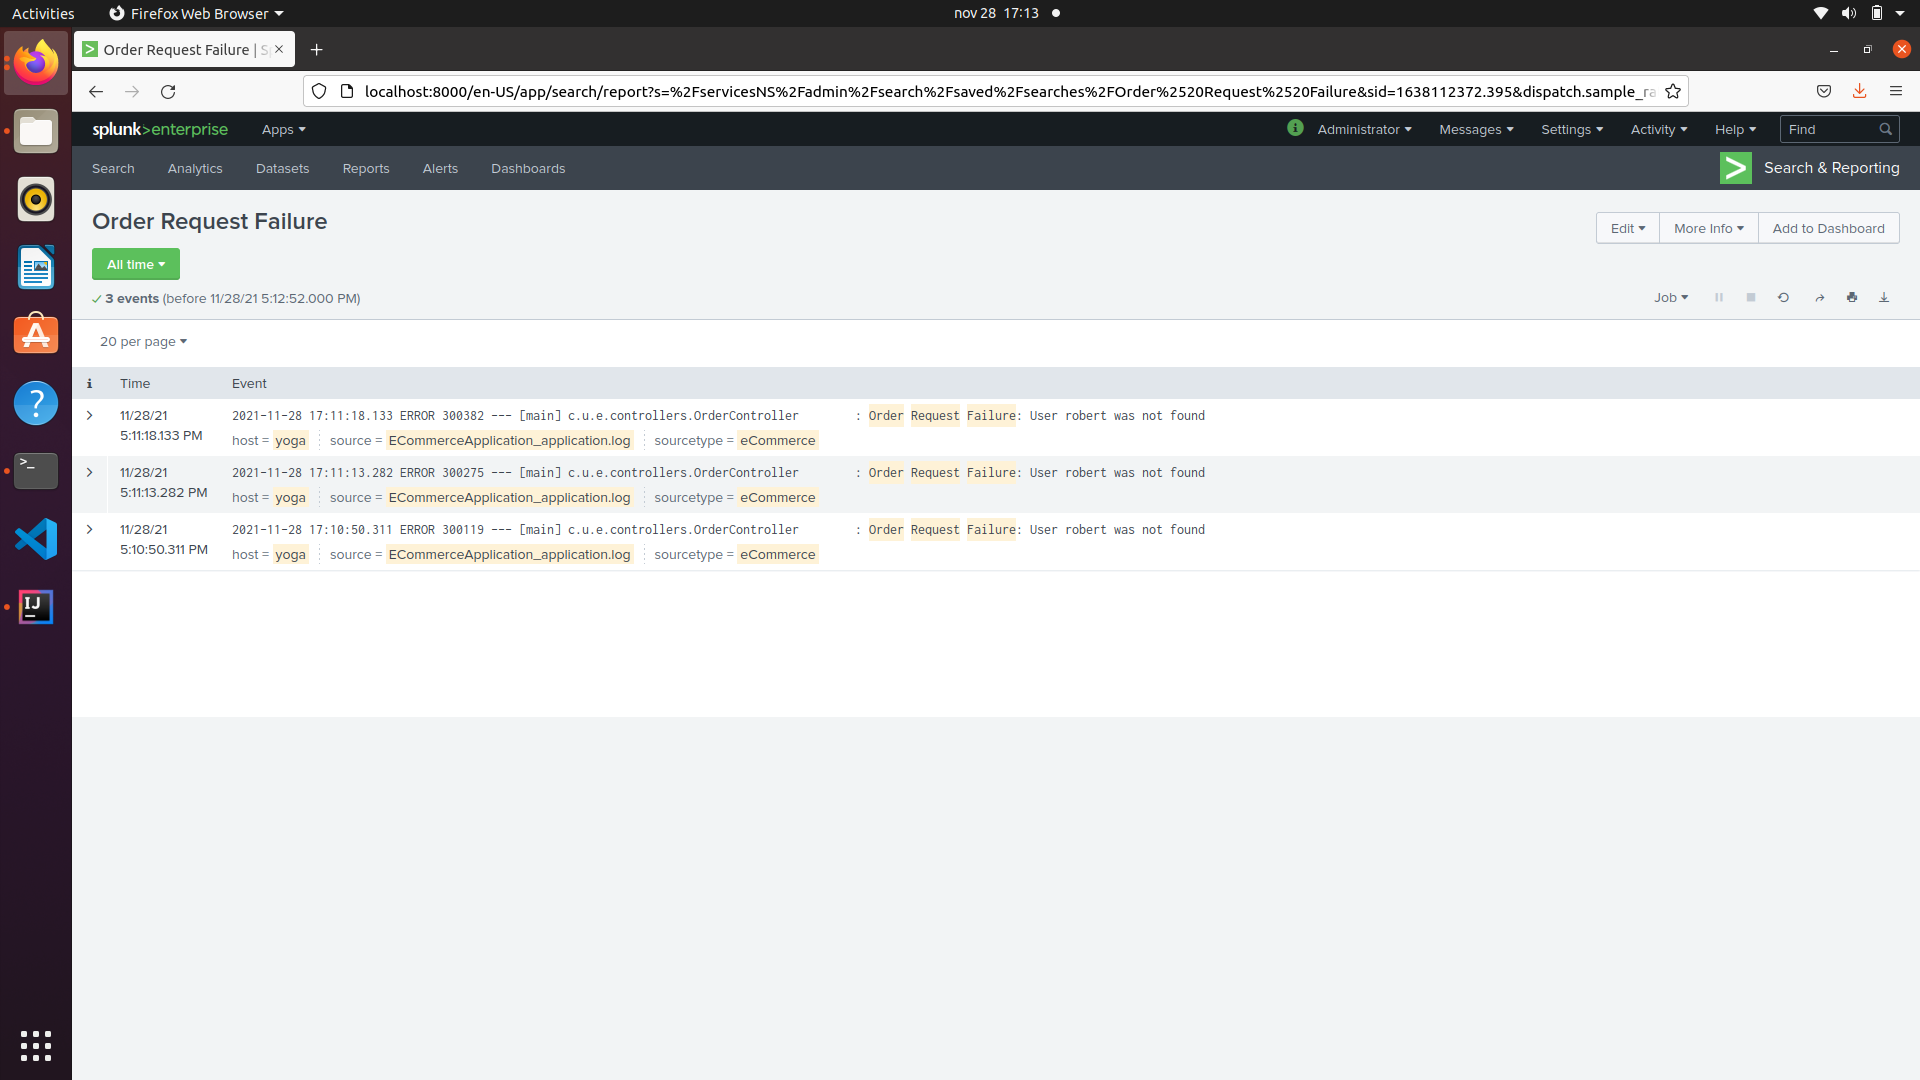 Activities Firefox Web Browser nov 28 17:13
Order Request Failure | S
localhost:8000/en-US/app/search/report?s=%2FservicesNS%2Fadmin%2Fsearch%2Fsaved%2Fsearches%2FOrder%2520Request%2520Failure&sid=1638112372.395&dispatch.sample_ra
splunk>enterprise Apps Administrator Messages Settings Activity Help Find
Search Analytics Datasets Reports Alerts Dashboards Search & Reporting
Order Request Failure
Edit More Info Add to Dashboard
All time
3 events (before 11/28/21 5:12:52.000 PM) Job
20 per page
i Time Event
11/28/21 2021-11-28 17:11:18.133 ERROR 300382 --- [main] c.u.e.controllers.OrderController : Order Request Failure: User robert was not found
5:11:18.133 PM host = yoga source = ECommerceApplication_application.log sourcetype = eCommerce
11/28/21 2021-11-28 17:11:13.282 ERROR 300275 --- [main] c.u.e.controllers.OrderController : Order Request Failure: User robert was not found
5:11:13.282 PM host = yoga source = ECommerceApplication_application.log sourcetype = eCommerce
11/28/21 2021-11-28 17:10:50.311 ERROR 300119 --- [main] c.u.e.controllers.OrderController : Order Request Failure: User robert was not found
5:10:50.311 PM host = yoga source = ECommerceApplication_application.log sourcetype = eCommerce
IJ